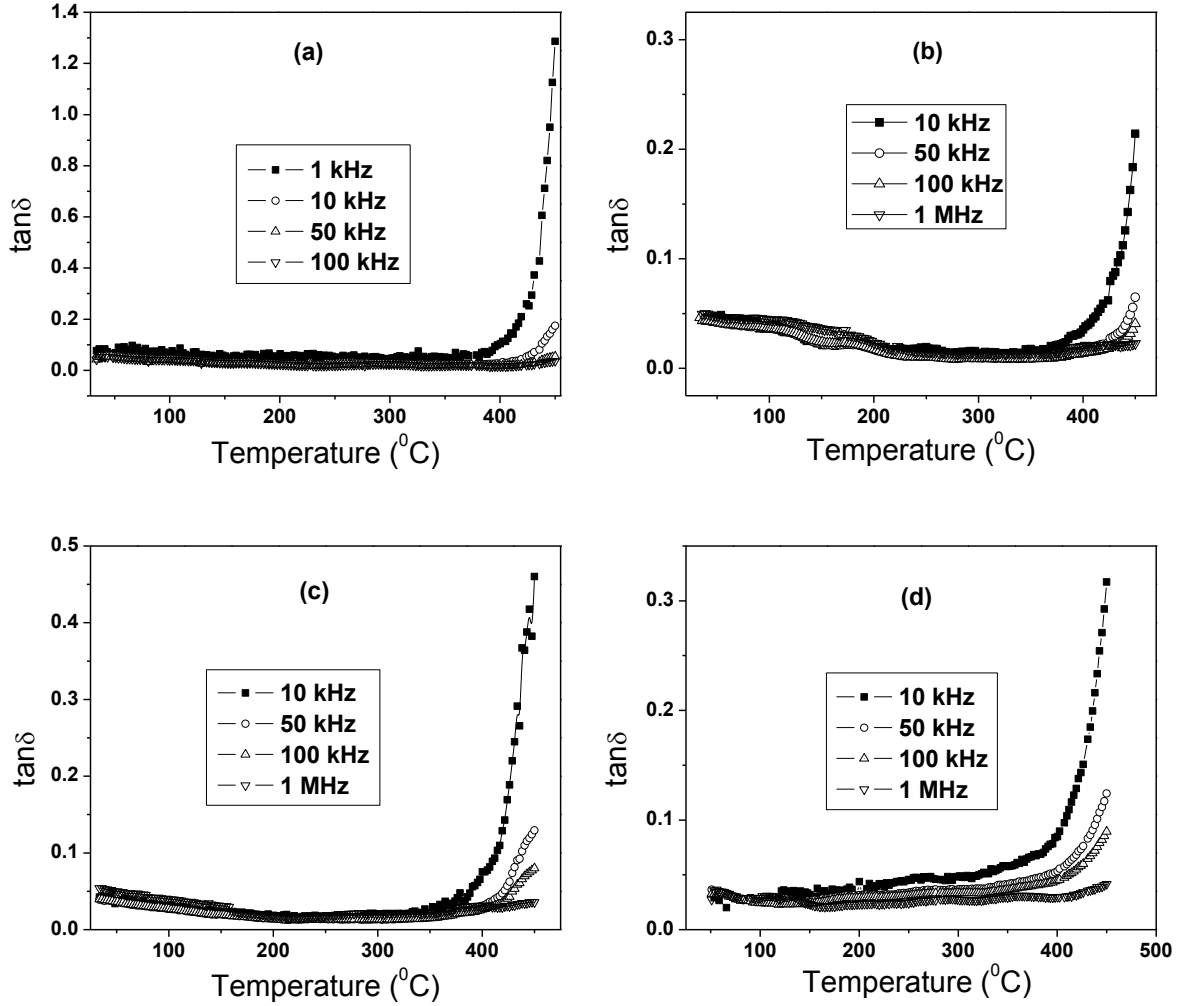 (a)
1.4
1.2
1.0
0.8
0.6
0.4
0.2
0.0
tanδ
1 kHz
10 kHz
50 kHz
100 kHz
100 200 300 400
Temperature (⁰C)
(b)
0.3
0.2
0.1
0.0
tanδ
10 kHz
50 kHz
100 kHz
1 MHz
100 200 300 400
Temperature (⁰C)
(c)
0.5
0.4
0.3
0.2
0.1
0.0
tanδ
10 kHz
50 kHz
100 kHz
1 MHz
100 200 300 400
Temperature (⁰C)
(d)
0.3
0.2
0.1
0.0
tanδ
10 kHz
50 kHz
100 kHz
1 MHz
100 200 300 400 500
Temperature (⁰C)